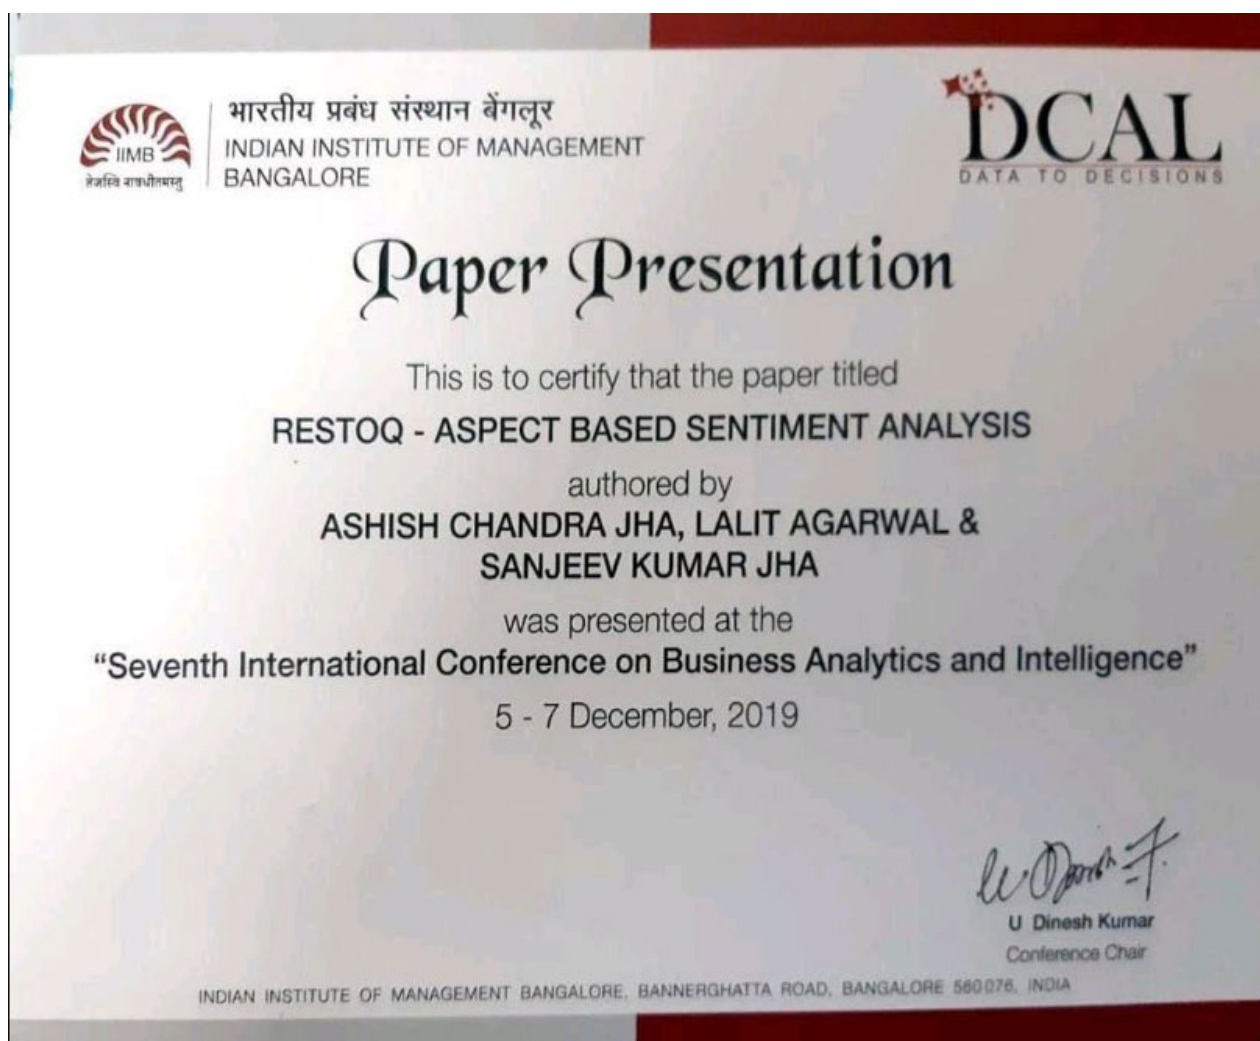 भारतीय प्रबंध संस्थान बेंगलूर
INDIAN INSTITUTE OF MANAGEMENT
BANGALORE
IIMB
तेजस्वि नावधीतमस्तु
DCAL
DATA TO DECISIONS
Paper Presentation
This is to certify that the paper titled
RESTOQ - ASPECT BASED SENTIMENT ANALYSIS
authored by
ASHISH CHANDRA JHA, LALIT AGARWAL &
SANJEEV KUMAR JHA
was presented at the
“Seventh International Conference on Business Analytics and Intelligence”
5 - 7 December, 2019
U Dinesh Kumar
Conference Chair
INDIAN INSTITUTE OF MANAGEMENT BANGALORE, BANNERGHATTA ROAD, BANGALORE 560076, INDIA